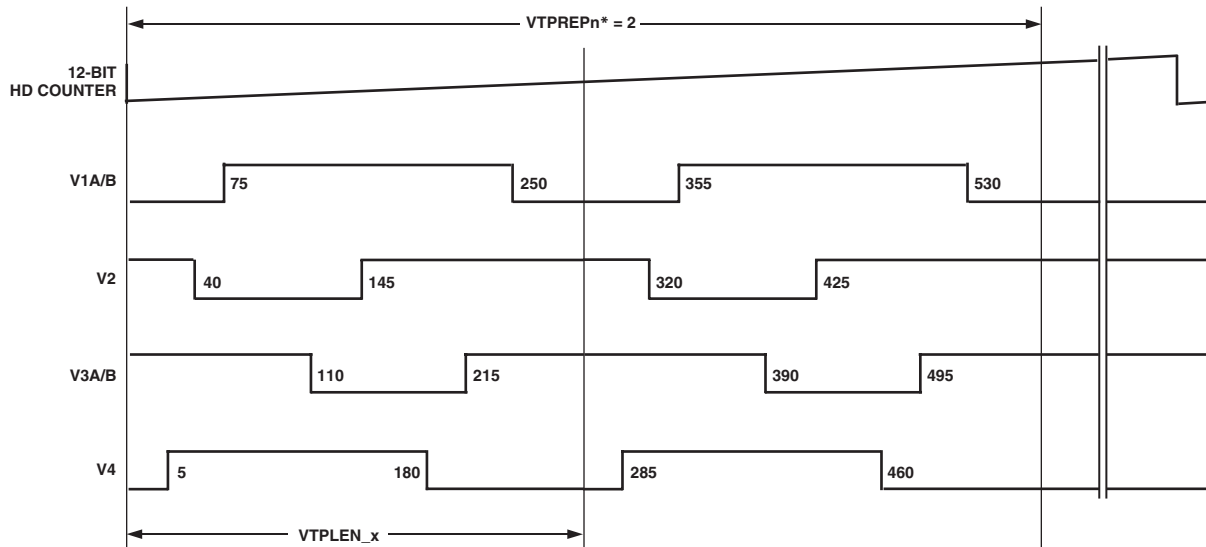 VTPREPn* = 2
12-BIT
HD COUNTER
V1A/B
75
250
355
530
V2
40
145
320
425
V3A/B
110
215
390
495
V4
5
180
285
460
VTPLEN_x